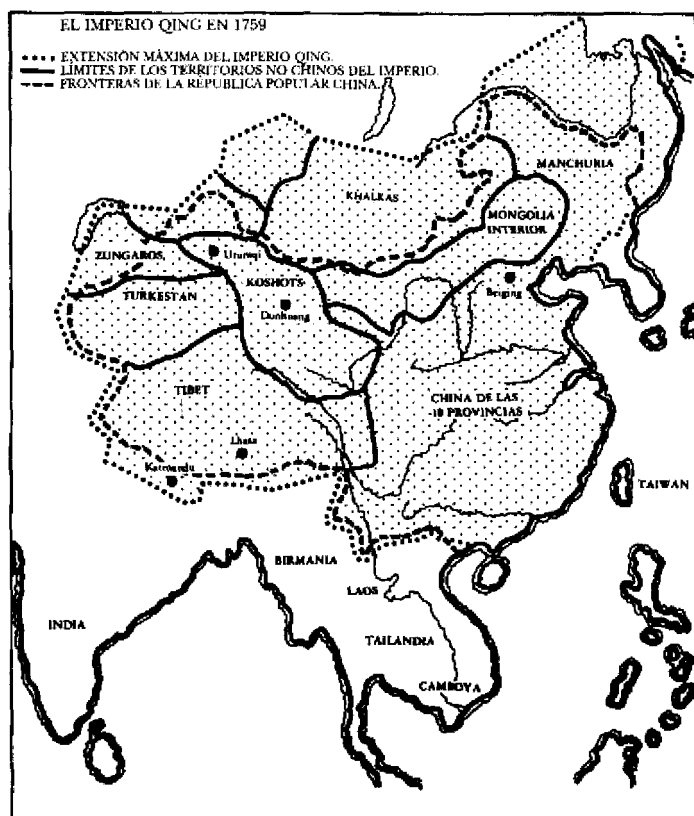 EL IMPERIO QING EN 1759
EXTENSIÓN MÁXIMA DEL IMPERIO QING.
LÍMITES DE LOS TERRITORIOS NO CHINOS DEL IMPERIO.
FRONTERAS DE LA REPÚBLICA POPULAR CHINA.
MANCHURIA
KHALKAS
MONGOLIA
INTERIOR
ZUNGAROS
Urumqi
KOSHOTS
TURKESTAN
Dunhuang
Beijing
TIBET
CHINA DE LAS
18 PROVINCIAS
Lhasa
Katmandu
TAIWAN
BIRMANIA
LAOS
INDIA
TAILANDIA
CAMBOYA